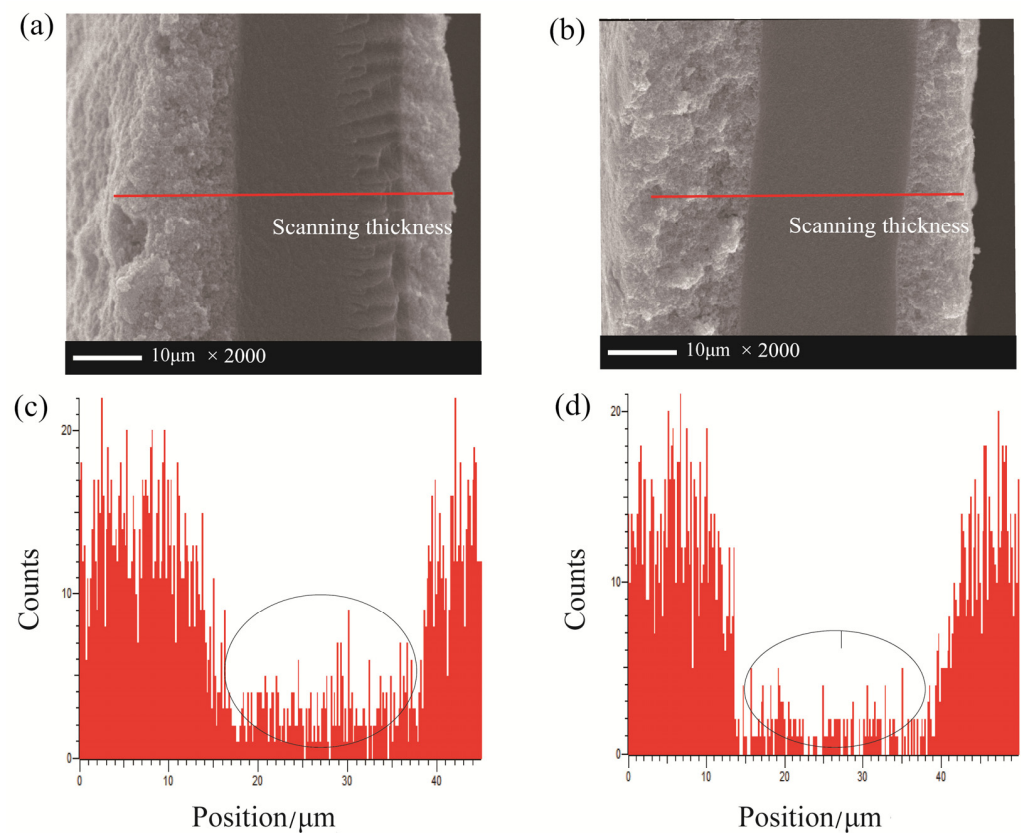 (a)
(b)
Scanning thickness
Scanning thickness
10μm × 2000
10μm × 2000
(c)
(d)
20
10
0
Counts
0 10 20 30 40
Position/μm
20
10
0
Counts
0 10 20 30 40
Position/μm